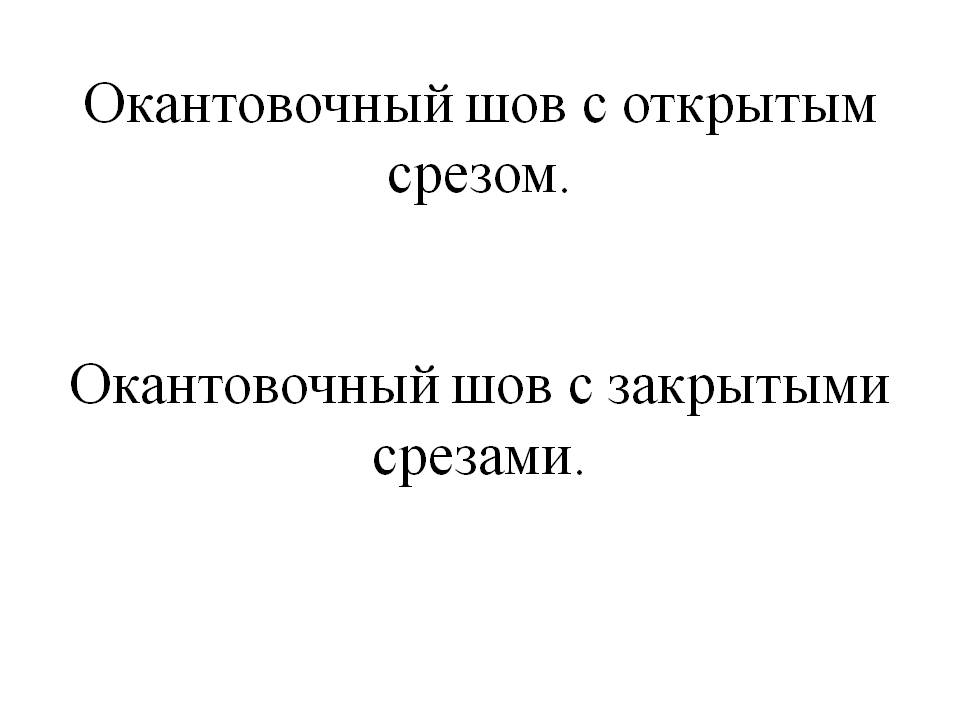 Окантовочный шов с открытым
срезом.
Окантовочный шов с закрытыми
срезами.